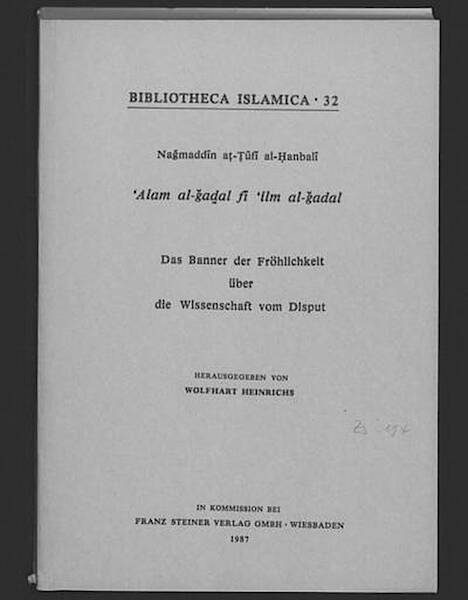 BIBLIOTHECA ISLAMICA · 32
Naǧmaddīn aṭ-Ṭūfī al-Ḥanbalī
ʿAlam al-ǧaḏal fī ʿilm al-ǧadal
Das Banner der Fröhlichkeit
über
die Wissenschaft vom Disput
HERAUSGEGEBEN VON
WOLFHART HEINRICHS
IN KOMMISSION BEI
FRANZ STEINER VERLAG GMBH · WIESBADEN
1987